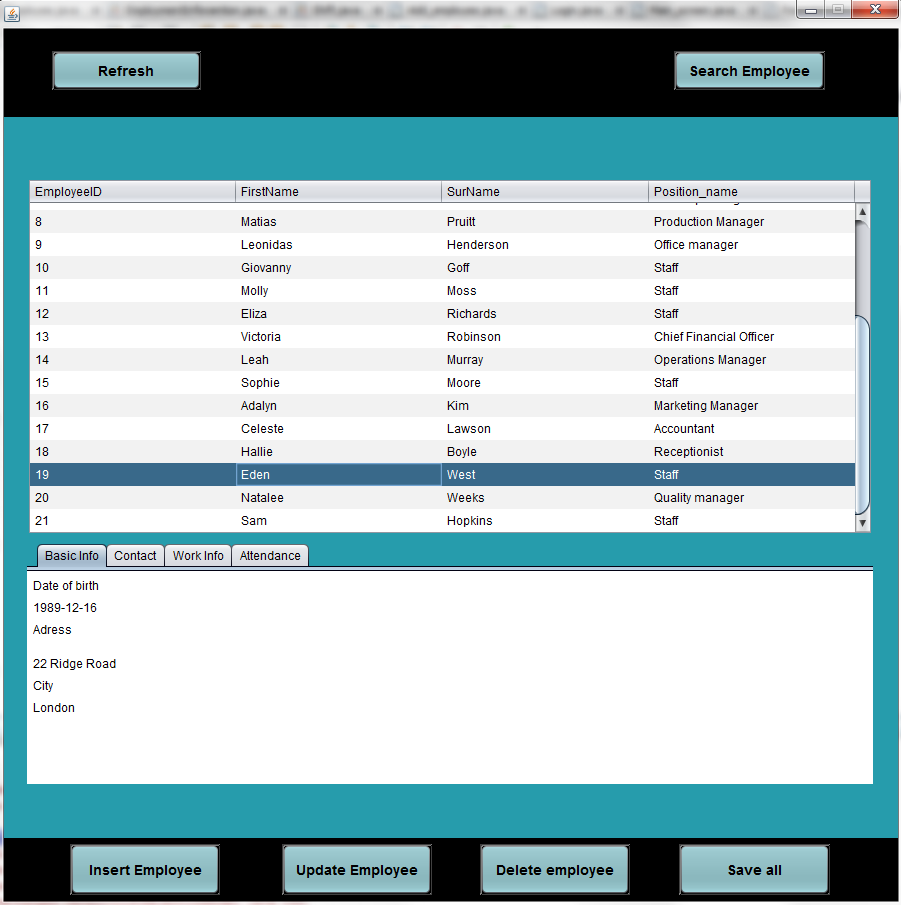 Refresh Search Employee
EmployeeID FirstName SurName Position_name
8 Matias Pruitt Production Manager
9 Leonidas Henderson Office manager
10 Giovanny Goff Staff
11 Molly Moss Staff
12 Eliza Richards Staff
13 Victoria Robinson Chief Financial Officer
14 Leah Murray Operations Manager
15 Sophie Moore Staff
16 Adalyn Kim Marketing Manager
17 Celeste Lawson Accountant
18 Hallie Boyle Receptionist
19 Eden West Staff
20 Natalee Weeks Quality manager
21 Sam Hopkins Staff
Basic Info Contact Work Info Attendance
Date of birth
1989-12-16
Adress
22 Ridge Road
City
London
Insert Employee Update Employee Delete employee Save all